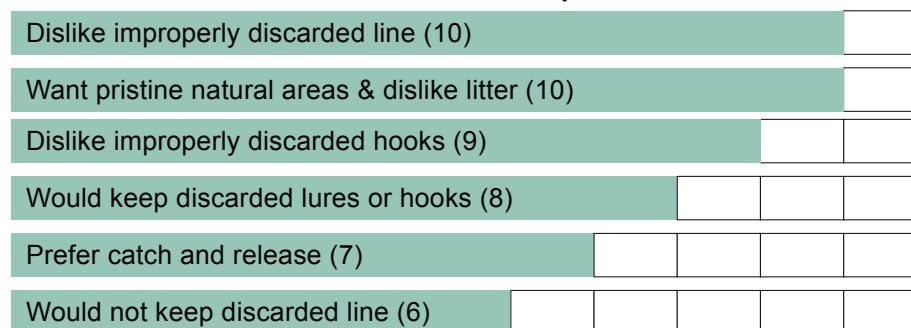 Dislike improperly discarded line (10)
Want pristine natural areas & dislike litter (10)
Dislike improperly discarded hooks (9)
Would keep discarded lures or hooks (8)
Prefer catch and release (7)
Would not keep discarded line (6)